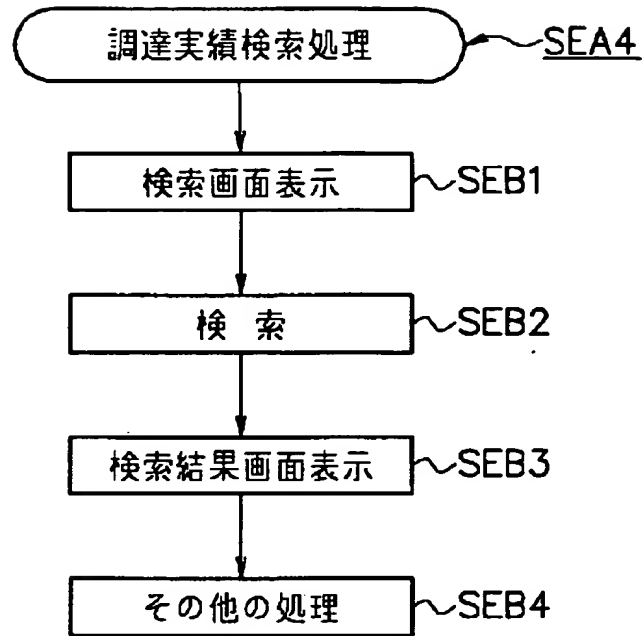 調達実績検索処理 SEA4
検索画面表示 SEB1
検索 SEB2
検索結果画面表示 SEB3
その他の処理 SEB4